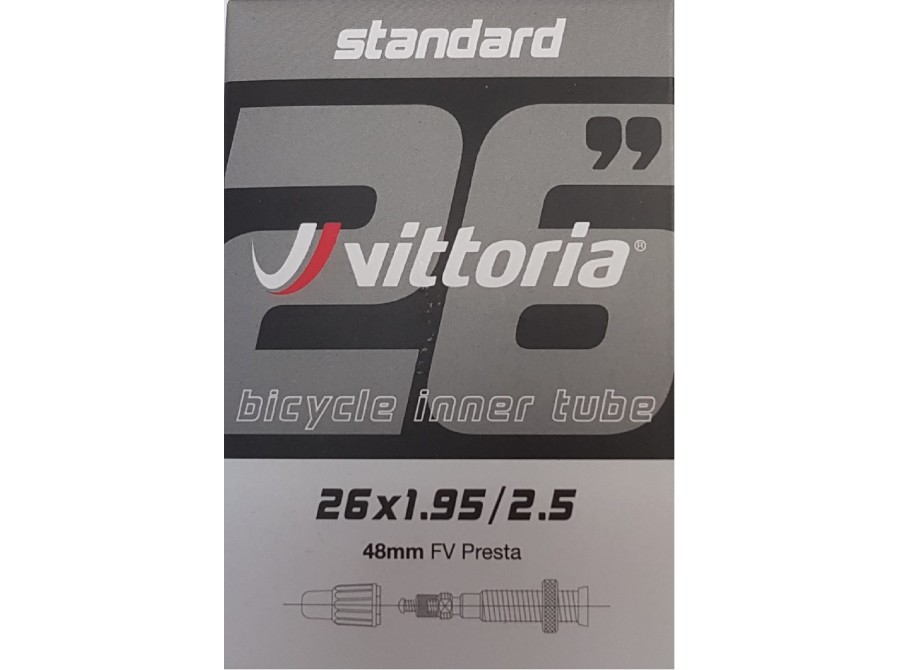 standard
26”
vittoria®
bicycle inner tube
26x1.95/2.5
48mm FV Presta